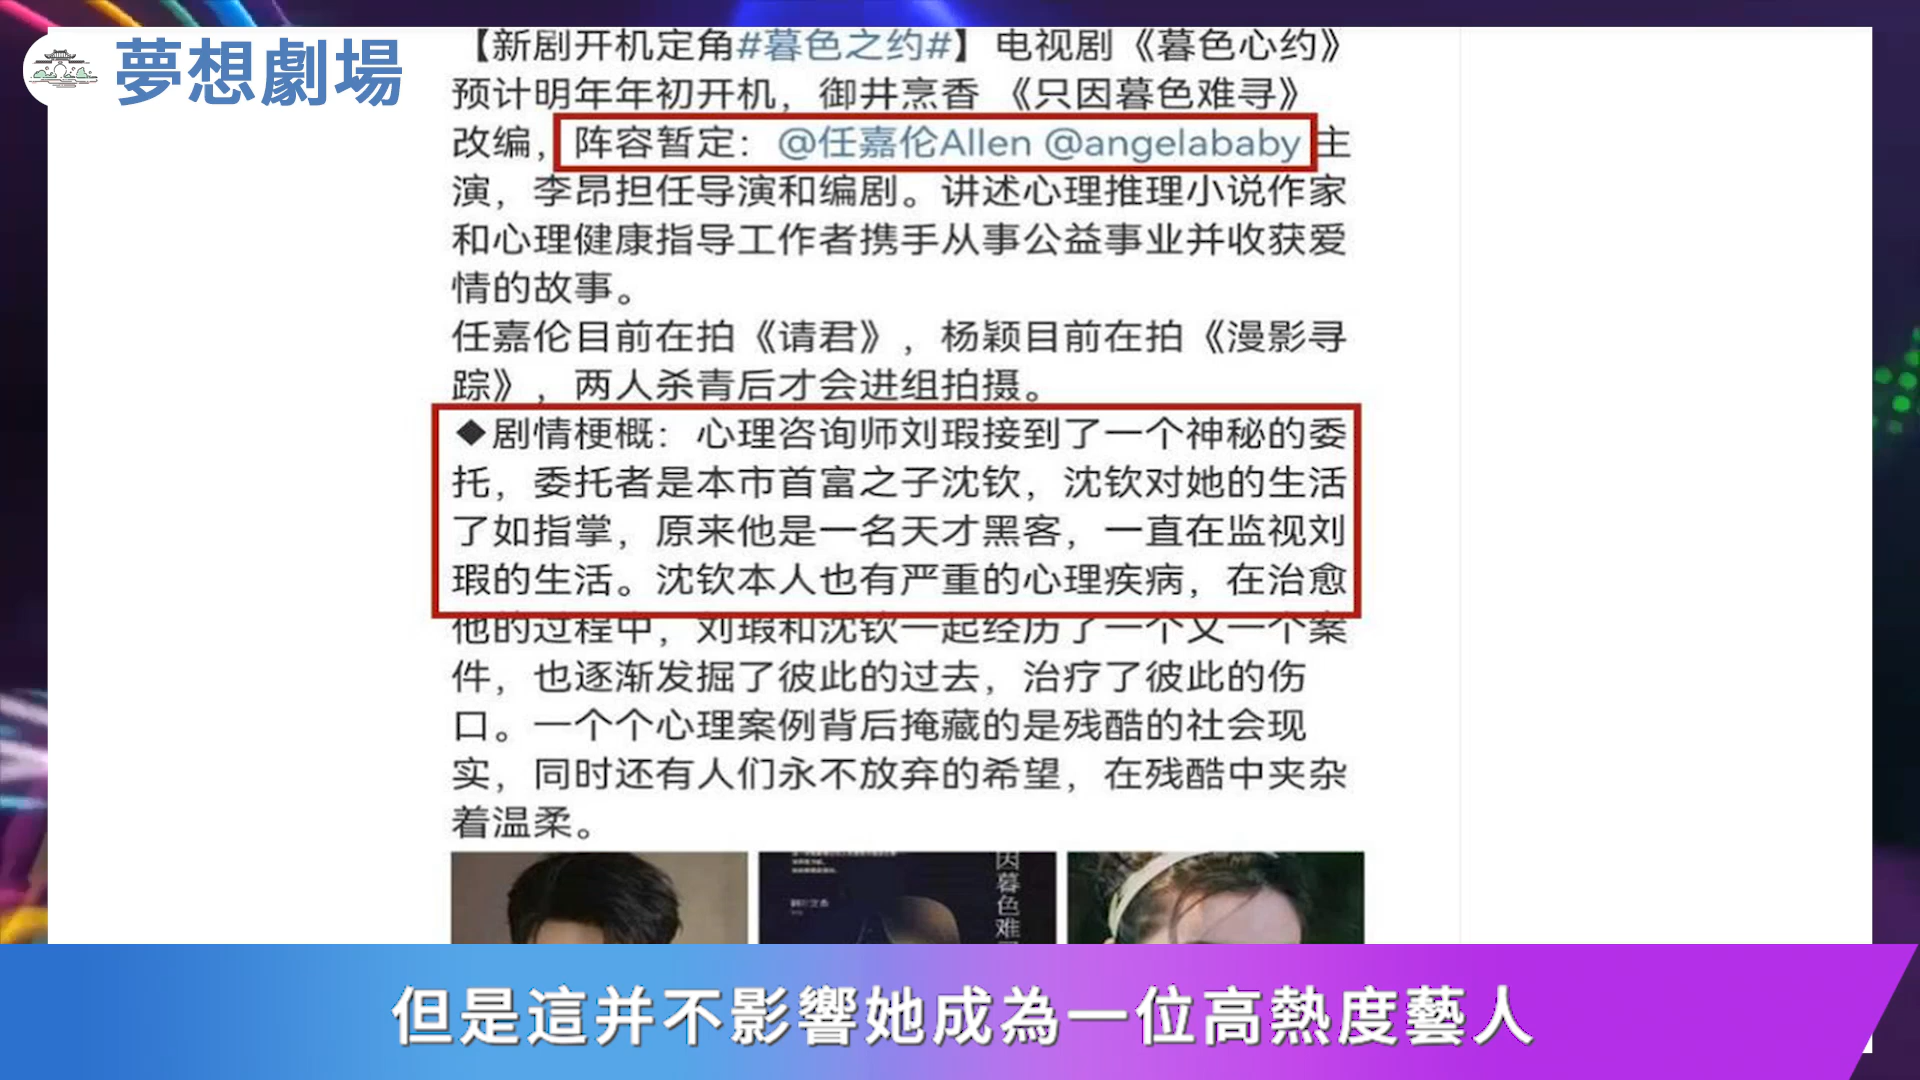 夢想劇場
【新剧开机定角#暮色之约#】电视剧《暮色心约》
预计明年年初开机，御井烹香《只因暮色难寻》
改编，阵容暂定：@任嘉伦Allen @angelababy主
演，李昂担任导演和编剧。讲述心理推理小说作家
和心理健康指导工作者携手从事公益事业并收获爱
情的故事。
任嘉伦目前在拍《请君》，杨颖目前在拍《漫影寻
踪》，两人杀青后才会进组拍摄。
◆剧情梗概：心理咨询师刘瑕接到了一个神秘的委
托，委托者是本市首富之子沈钦，沈钦对她的生活
了如指掌，原来他是一名天才黑客，一直在监视刘
瑕的生活。沈钦本人也有严重的心理疾病，在治愈
他的过程中，刘瑕和沈钦一起经历了一个又一个案
件，也逐渐发掘了彼此的过去，治疗了彼此的伤
口。一个个心理案例背后掩藏的是残酷的社会现
实，同时还有人们永不放弃的希望，在残酷中夹杂
着温柔。
因暮色难
但是這并不影響她成為一位高熱度藝人